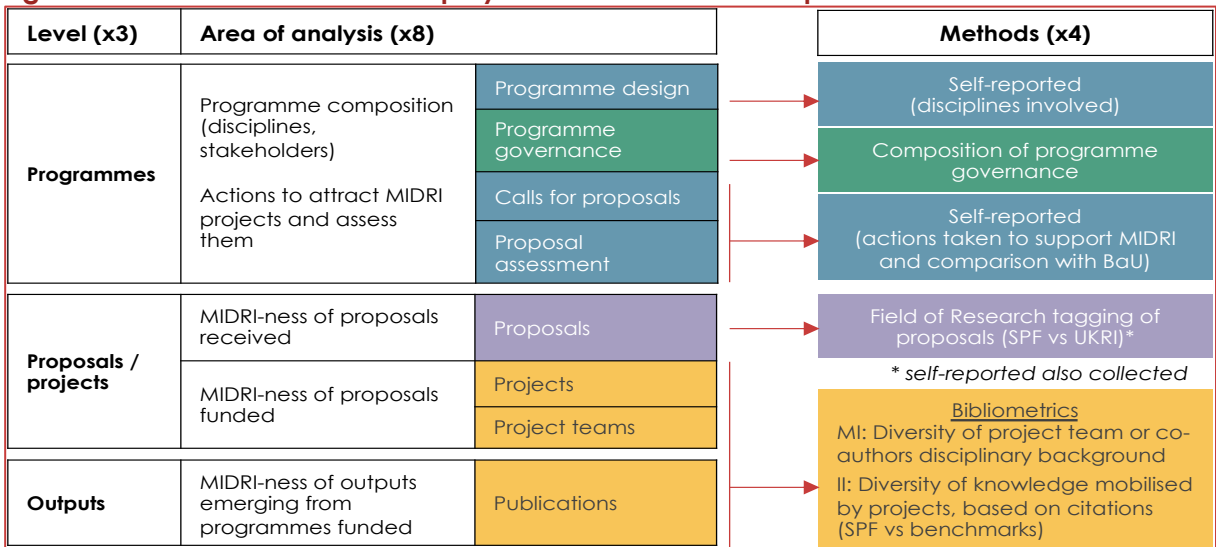 Level (x3)
Area of analysis (x8)
Methods (x4)
Programmes
Programme composition
(disciplines,
stakeholders)
Actions to attract MIDRI
projects and assess
them
Programme design
Programme
governance
Calls for proposals
Proposal
assessment
Self-reported
(disciplines involved)
Composition of programme
governance
Self-reported
(actions taken to support MIDRI
and comparison with BaU)
Proposals /
projects
MIDRI-ness of proposals
received
Proposals
Field of Research tagging of
proposals (SPF vs UKRI)*
* self-reported also collected
MIDRI-ness of proposals
funded
Projects
Project teams
Outputs
MIDRI-ness of outputs
emerging from
programmes funded
Publications
Bibliometrics
MI: Diversity of project team or co-
authors disciplinary background
II: Diversity of knowledge mobilised
by projects, based on citations
(SPF vs benchmarks)